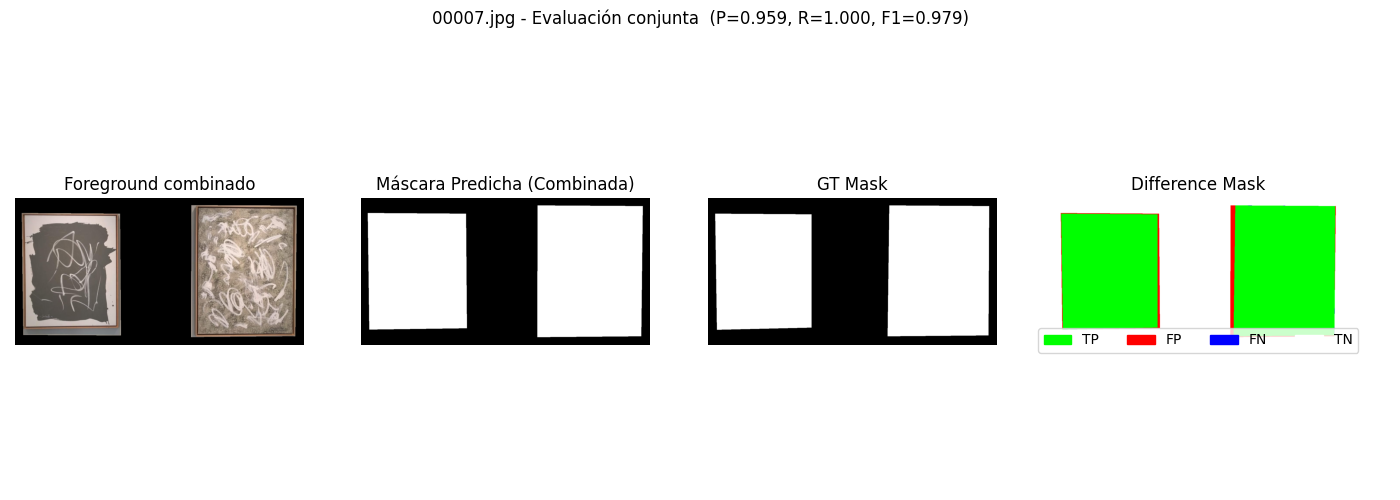 00007.jpg - Evaluación conjunta  (P=0.959, R=1.000, F1=0.979)
Foreground combinado
Máscara Predicha (Combinada)
GT Mask
Difference Mask
TP
FP
FN
TN